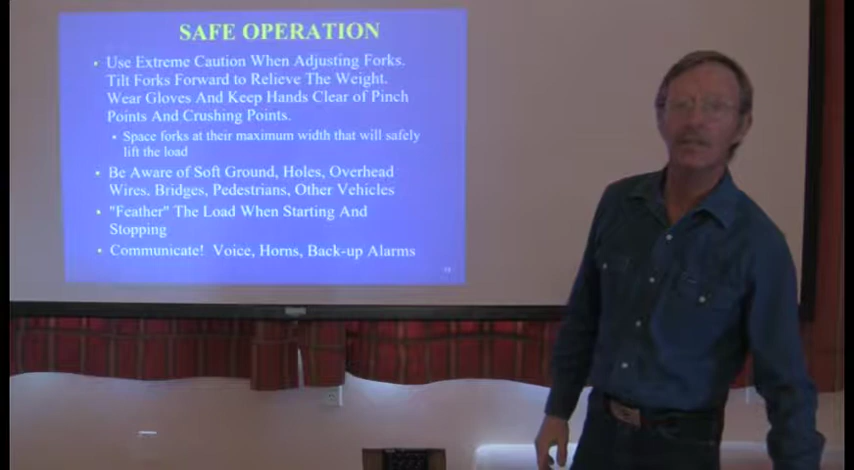 SAFE OPERATION
• Use Extreme Caution When Adjusting Forks.
Tilt Forks Forward to Relieve The Weight.
Wear Gloves And Keep Hands Clear of Pinch
Points And Crushing Points.
• Space forks at their maximum width that will safely
lift the load
• Be Aware of Soft Ground, Holes, Overhead
Wires, Bridges, Pedestrians, Other Vehicles
• "Feather" The Load When Starting And
Stopping
• Communicate! Voice, Horns, Back-up Alarms